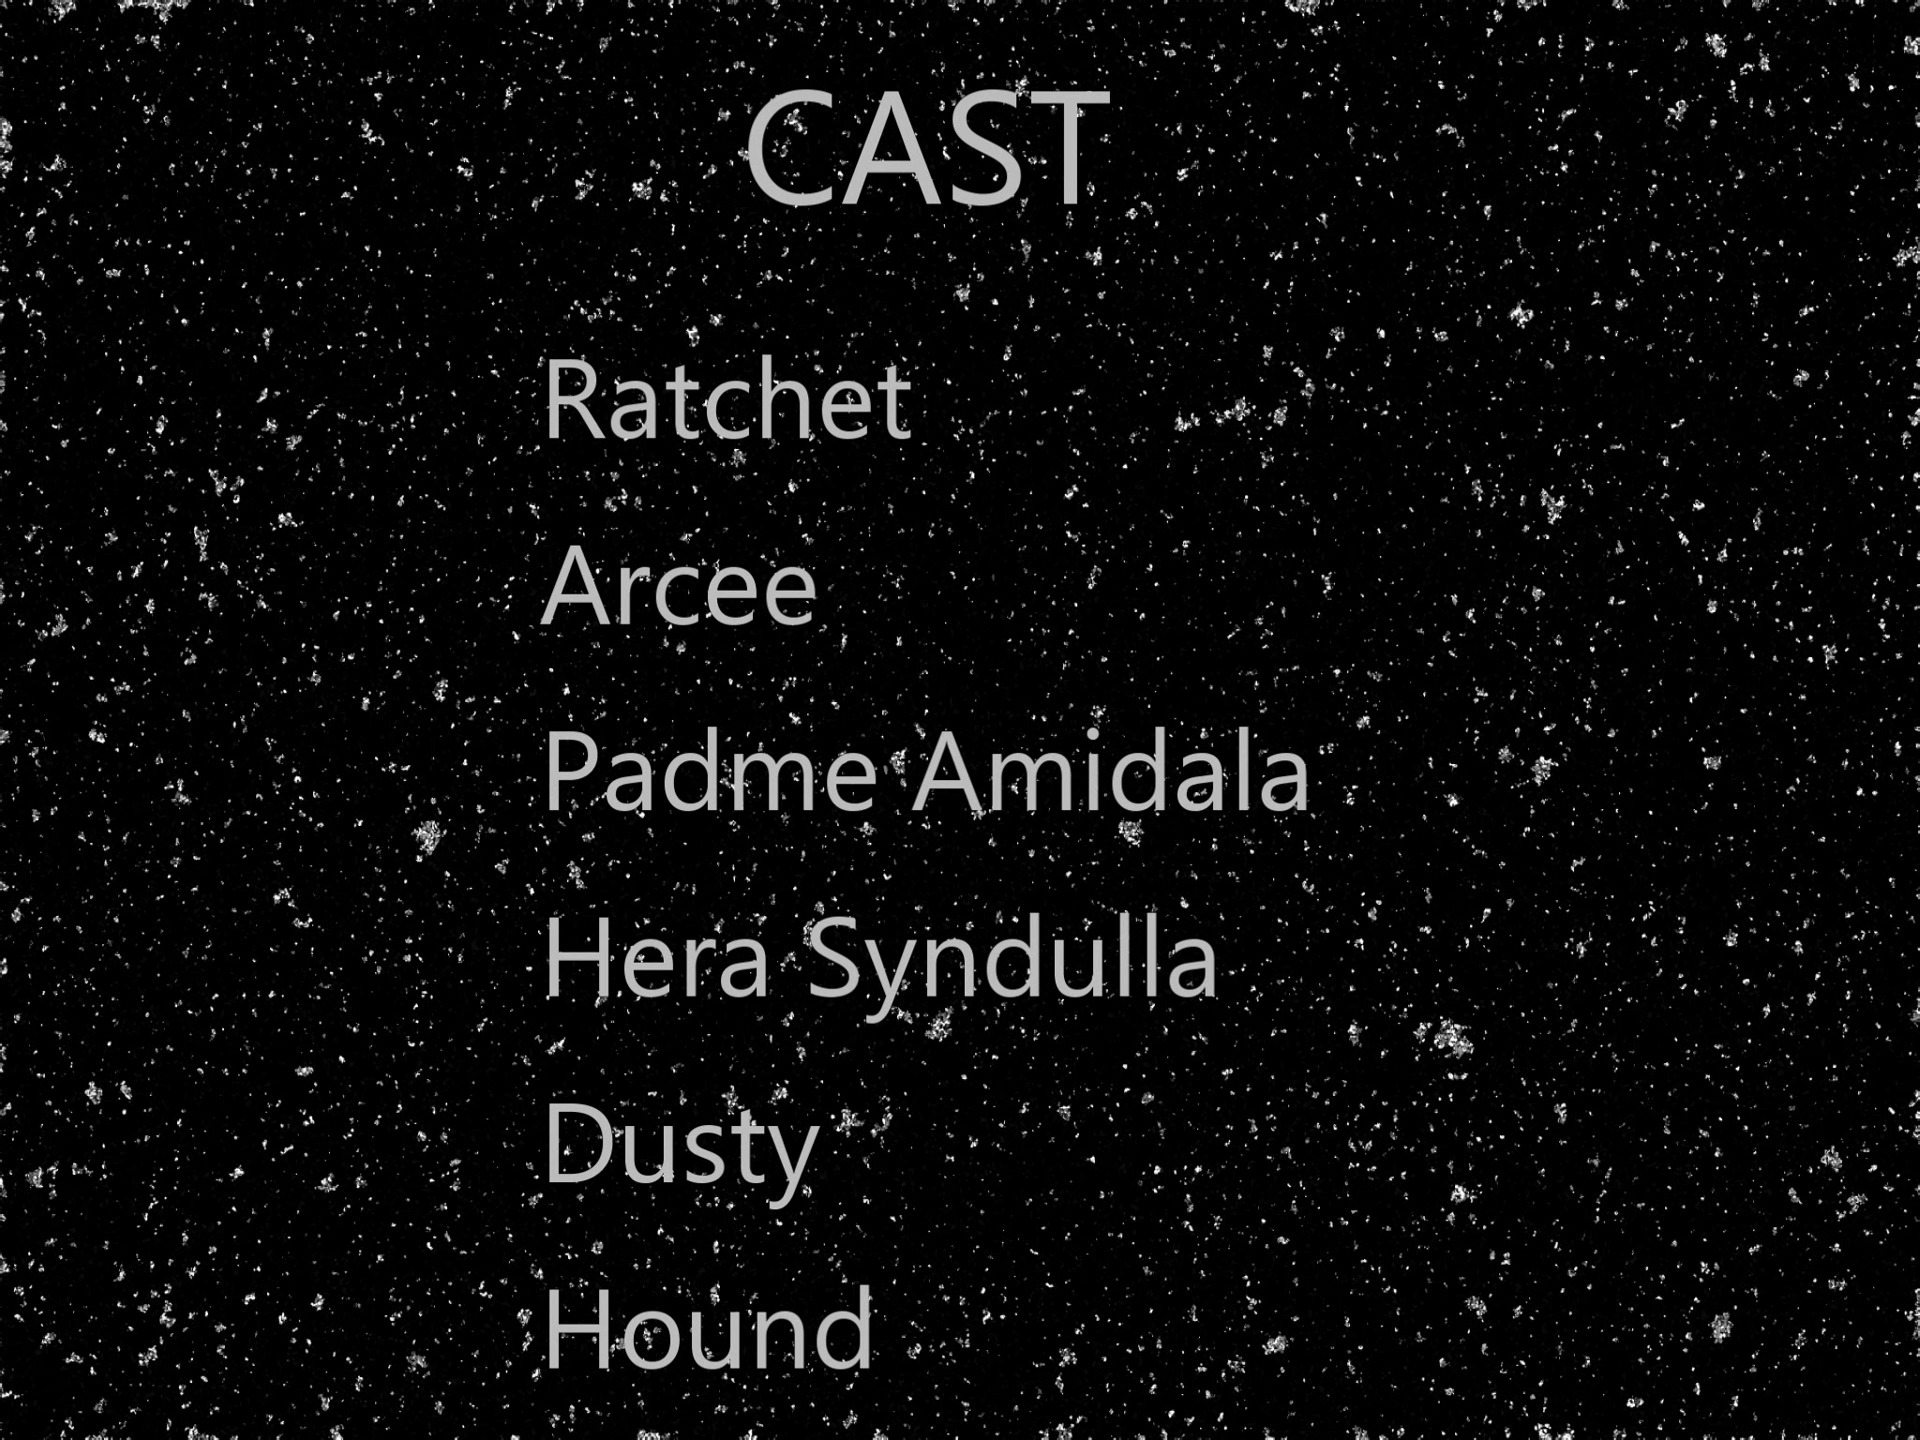 CAST
Ratchet
Arcee
Padme Amidala
Hera Syndulla
Dusty
Hound